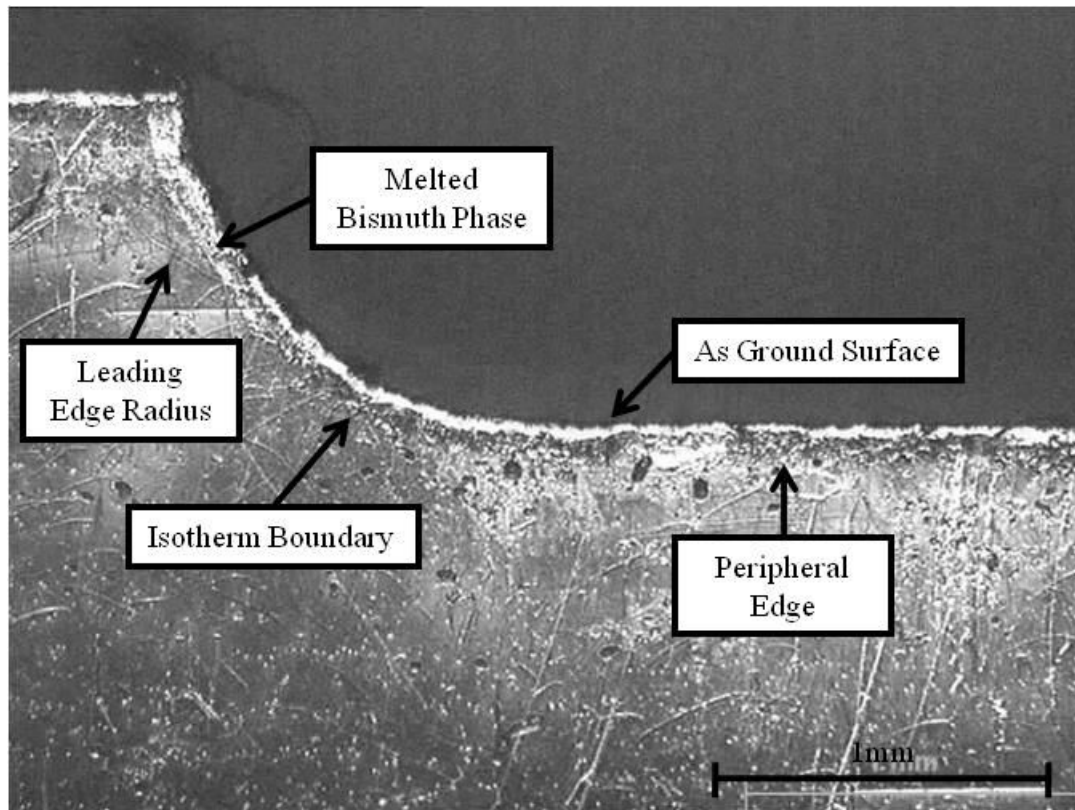 Melted
Bismuth Phase
As Ground Surface
Leading
Edge Radius
Isotherm Boundary
Peripheral
Edge
1mm